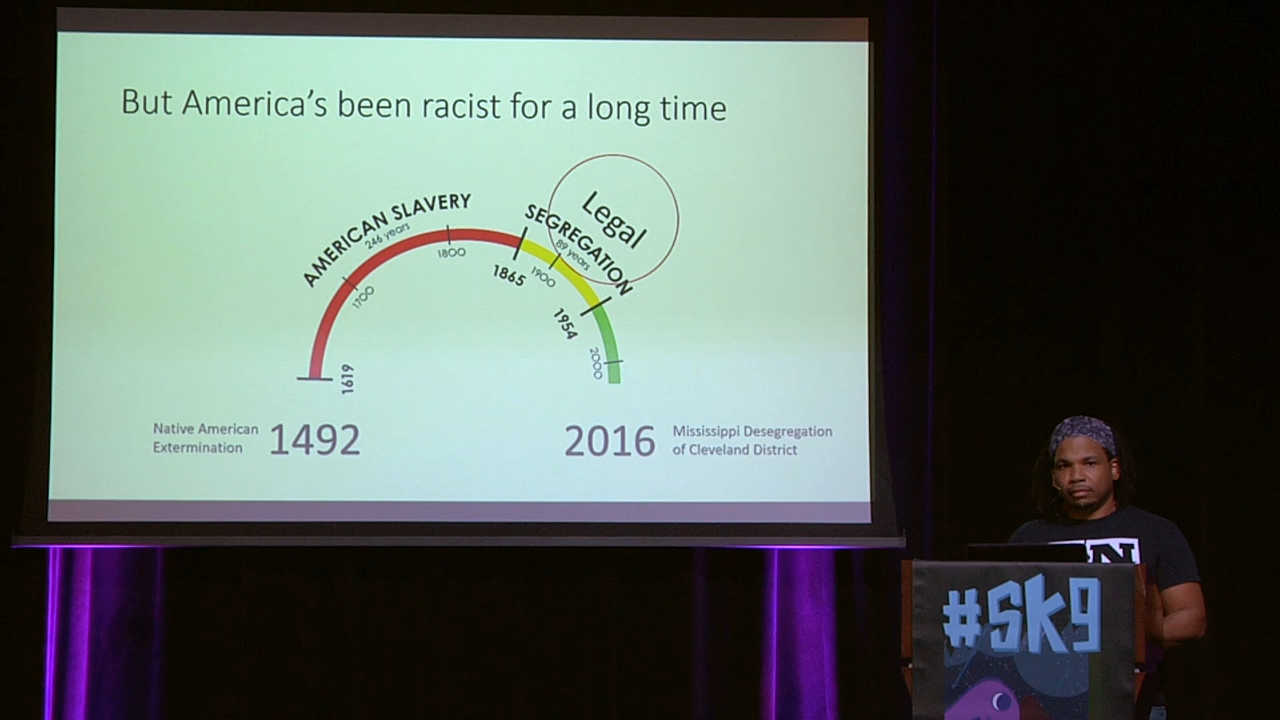 But America's been racist for a long time
Legal
AMERICAN SLAVERY
246 years
SEGREGATION
89 years
1619
1700
1800
1865
1900
1954
2000
Native American
Extermination
1492
2016
Mississippi Desegregation
of Cleveland District
#SK9